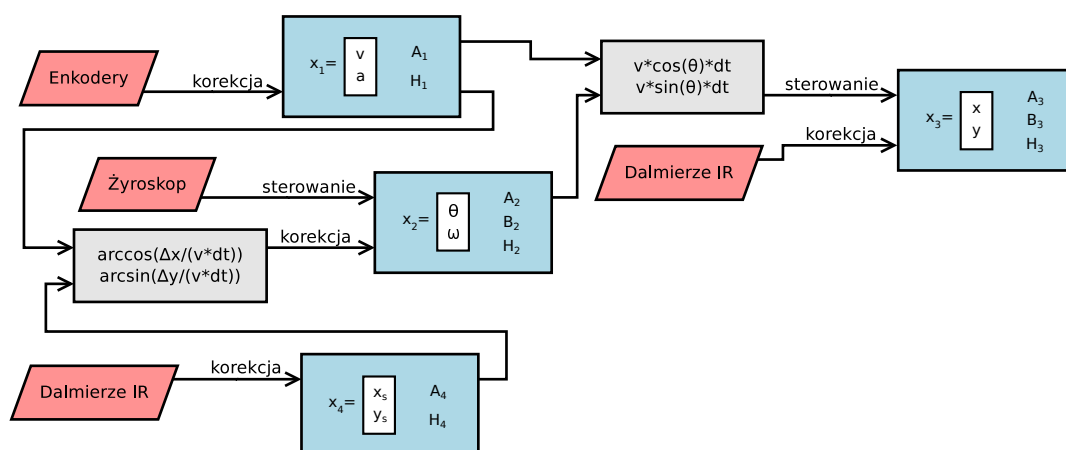 Enkodery
korekcja
x₁=
v
a
A₁
H₁
v*cos(θ)*dt
v*sin(θ)*dt
sterowanie
korekcja
x₃=
x
y
A₃
B₃
H₃
Dalmierze IR
Żyroskop
sterowanie
korekcja
x₂=
θ
ω
A₂
B₂
H₂
arccos(Δx/(v*dt))
arcsin(Δy/(v*dt))
Dalmierze IR
korekcja
x₄=
xₛ
yₛ
A₄
H₄